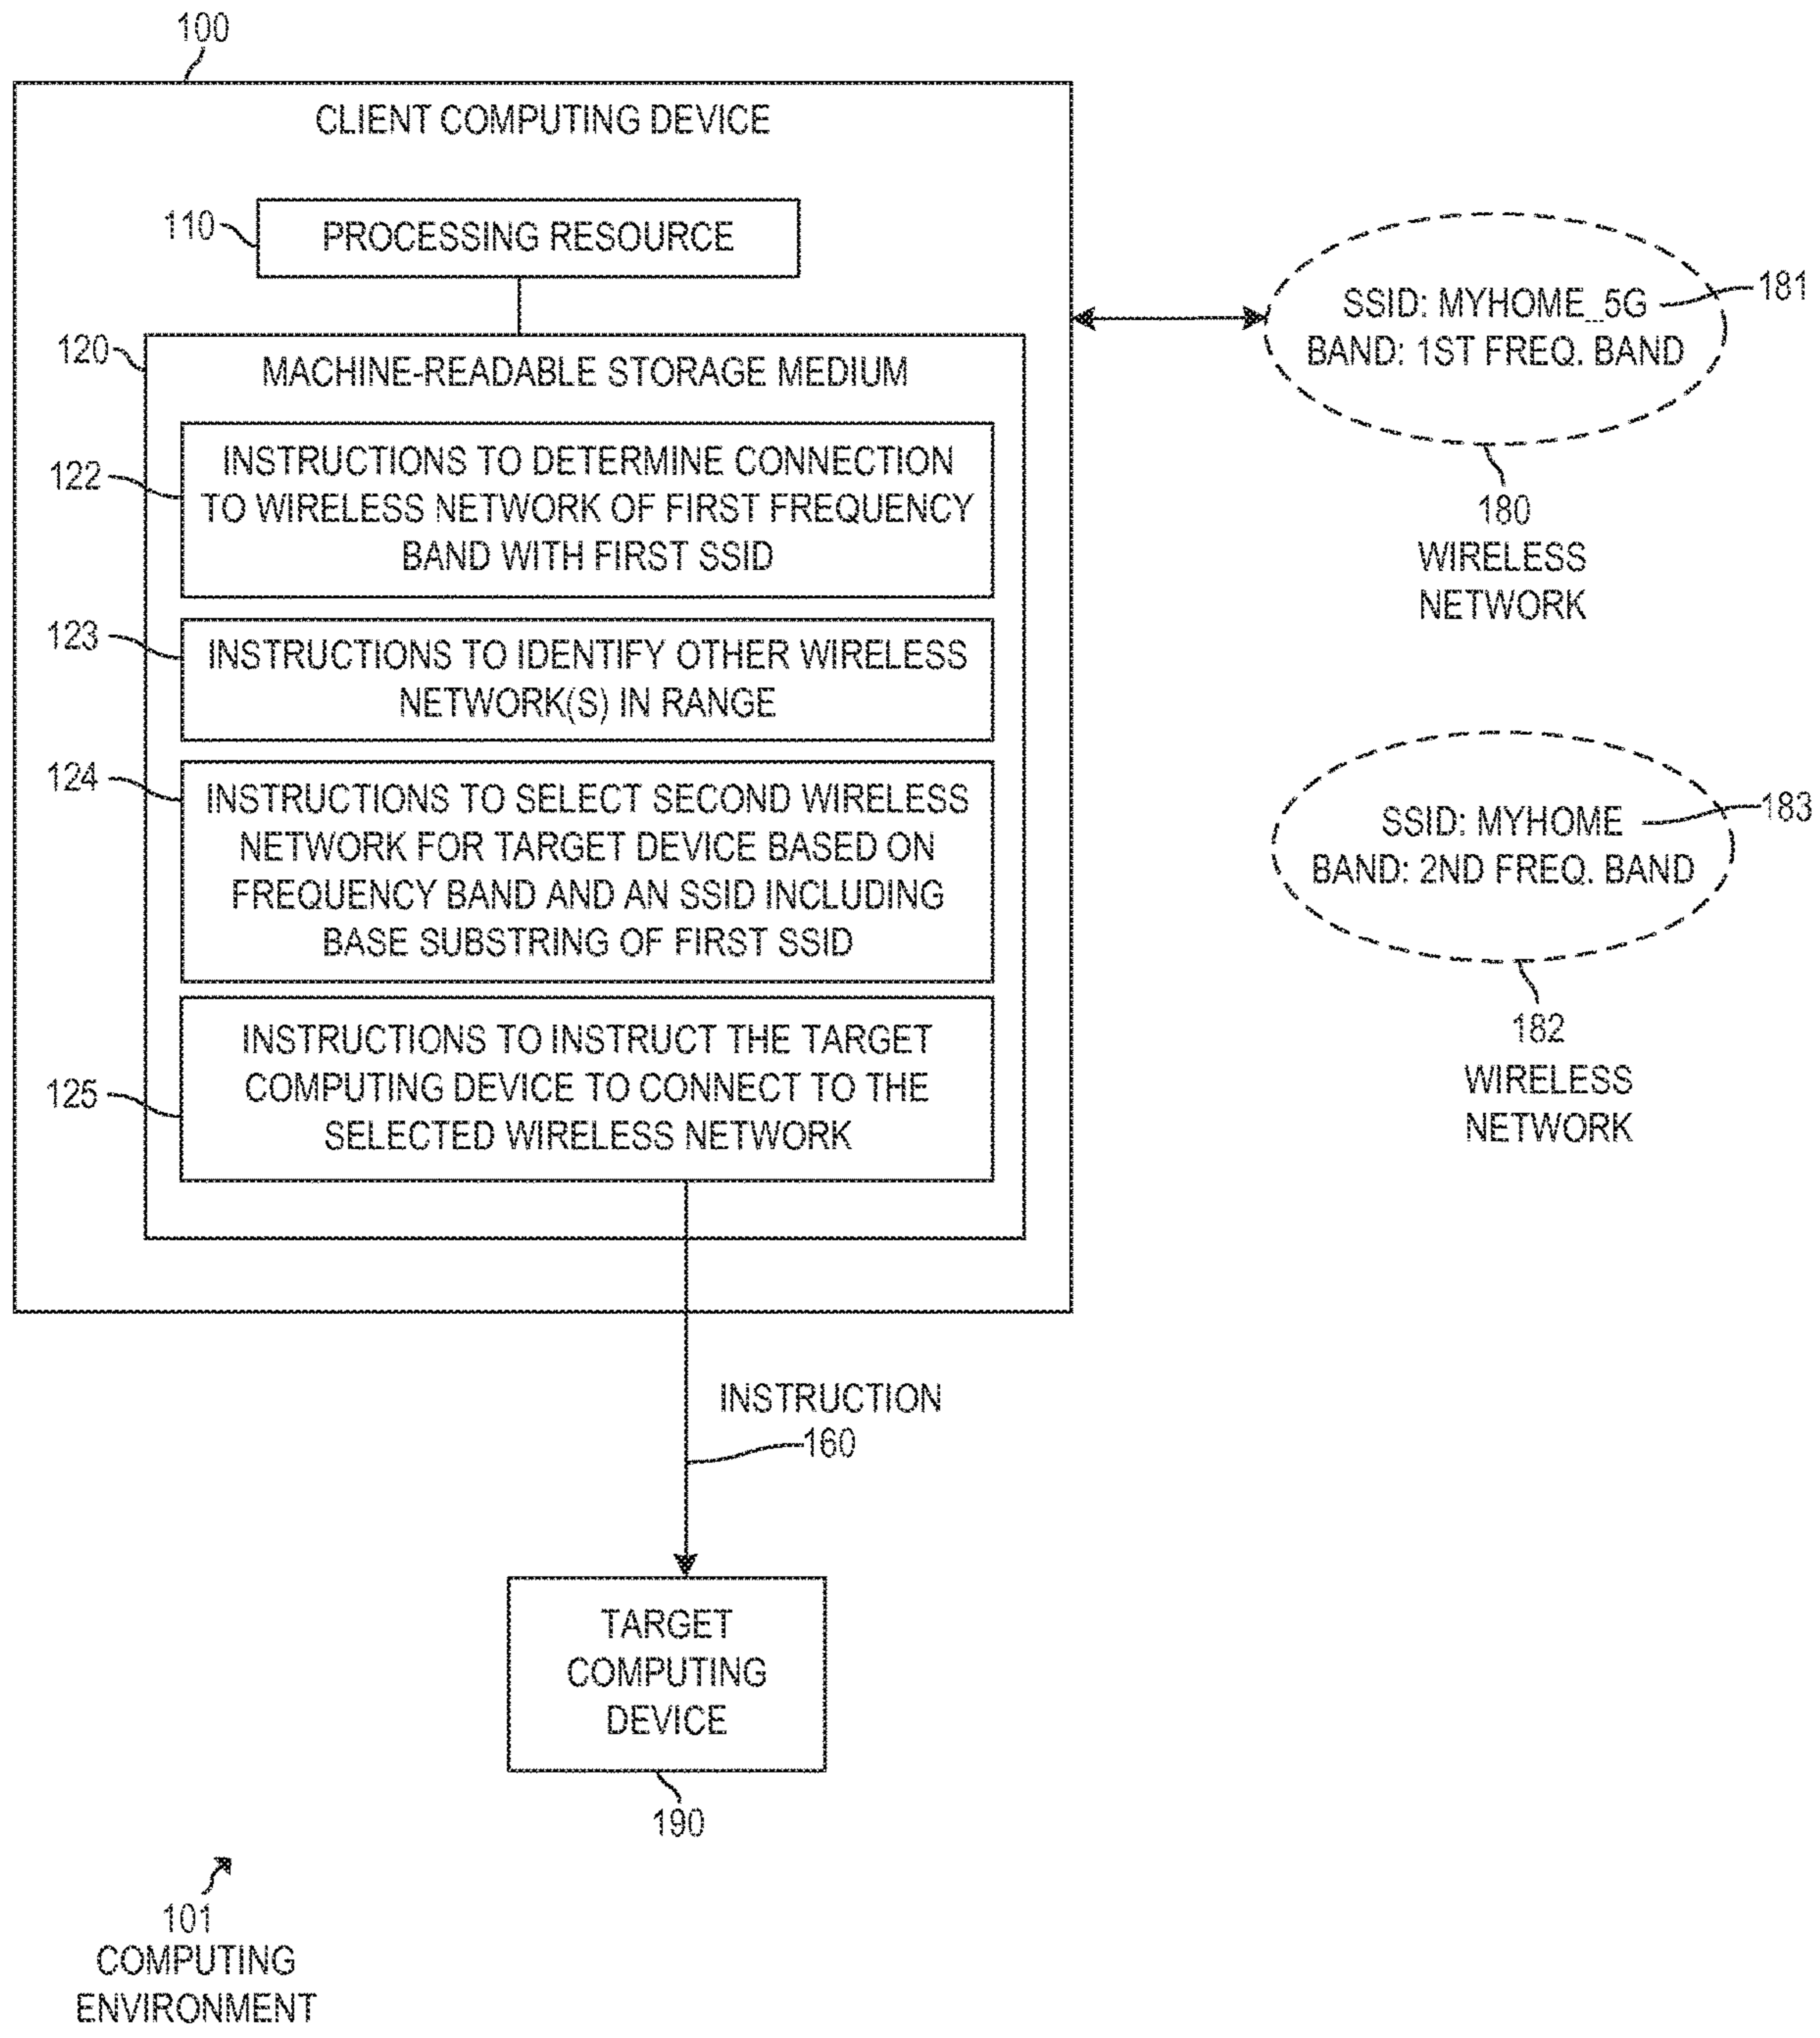 100
CLIENT COMPUTING DEVICE
110
PROCESSING RESOURCE
120
MACHINE-READABLE STORAGE MEDIUM
122
INSTRUCTIONS TO DETERMINE CONNECTION
TO WIRELESS NETWORK OF FIRST FREQUENCY
BAND WITH FIRST SSID
123
INSTRUCTIONS TO IDENTIFY OTHER WIRELESS
NETWORK(S) IN RANGE
124
INSTRUCTIONS TO SELECT SECOND WIRELESS
NETWORK FOR TARGET DEVICE BASED ON
FREQUENCY BAND AND AN SSID INCLUDING
BASE SUBSTRING OF FIRST SSID
125
INSTRUCTIONS TO INSTRUCT THE TARGET
COMPUTING DEVICE TO CONNECT TO THE
SELECTED WIRELESS NETWORK
SSID: MYHOME_5G
181
BAND: 1ST FREQ. BAND
180
WIRELESS
NETWORK
SSID: MYHOME
183
BAND: 2ND FREQ. BAND
182
WIRELESS
NETWORK
INSTRUCTION
160
TARGET
COMPUTING
DEVICE
190
101
COMPUTING
ENVIRONMENT